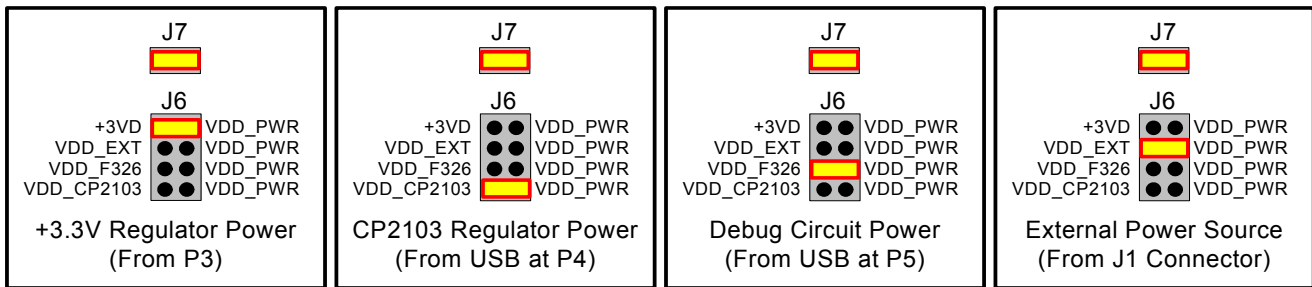 J7
J6
+3VD VDD_PWR
VDD_EXT VDD_PWR
VDD_F326 VDD_PWR
VDD_CP2103 VDD_PWR
+3.3V Regulator Power
(From P3)
J7
J6
+3VD VDD_PWR
VDD_EXT VDD_PWR
VDD_F326 VDD_PWR
VDD_CP2103 VDD_PWR
CP2103 Regulator Power
(From USB at P4)
J7
J6
+3VD VDD_PWR
VDD_EXT VDD_PWR
VDD_F326 VDD_PWR
VDD_CP2103 VDD_PWR
Debug Circuit Power
(From USB at P5)
J7
J6
+3VD VDD_PWR
VDD_EXT VDD_PWR
VDD_F326 VDD_PWR
VDD_CP2103 VDD_PWR
External Power Source
(From J1 Connector)